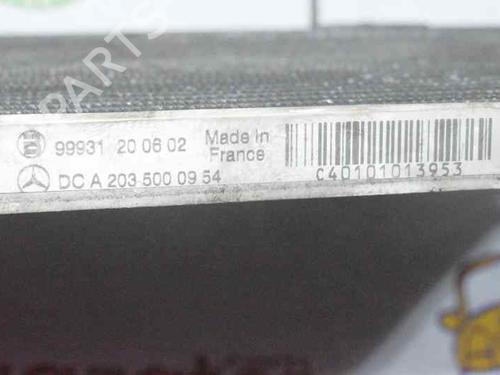 99931 20 06 02 Made In
France
DC A 203 500 09 54
C40101013953
PARTS